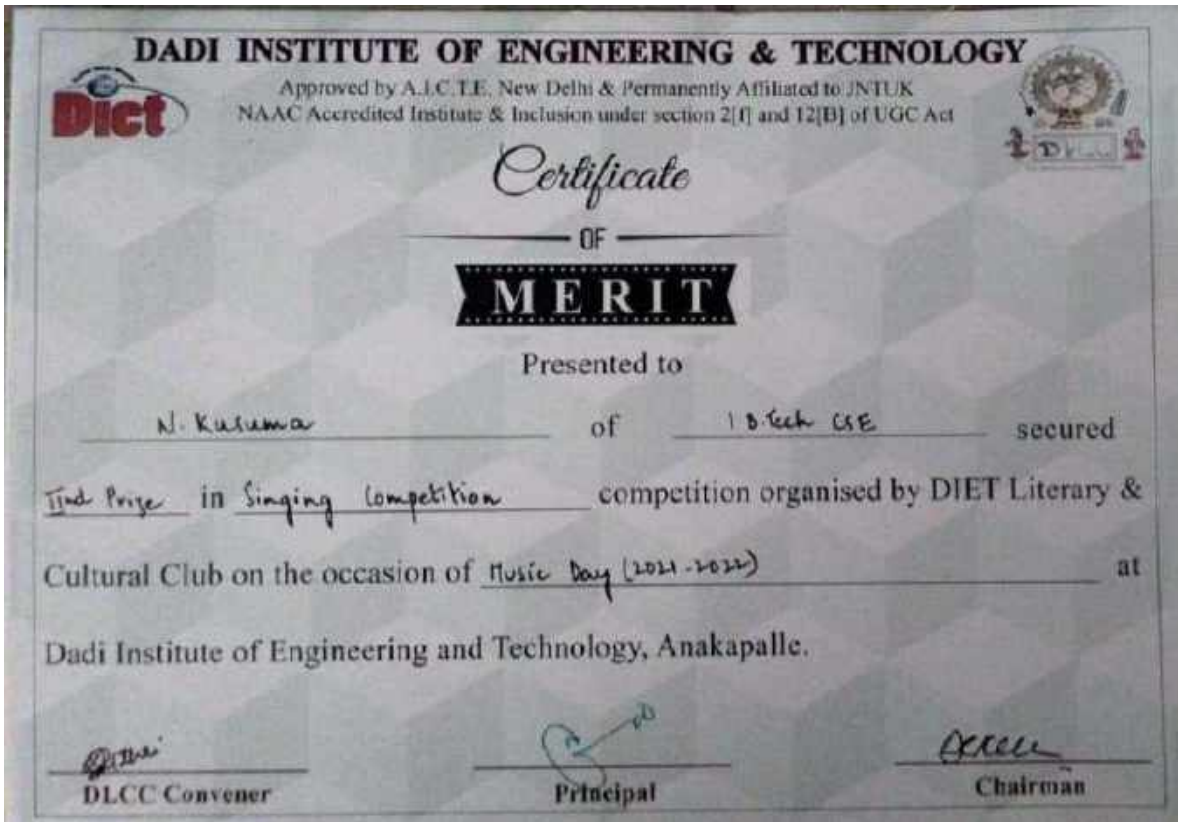 DADI INSTITUTE OF ENGINEERING & TECHNOLOGY
Diet
Approved by A.I.C.T.E. New Delhi & Permanently Affiliated to JNTUK
NAAC Accredited Institute & Inclusion under section 2[f] and 12[B] of UGC Act
Certificate
OF
MERIT
Presented to
N. Kusuma of I B.Tech CSE secured
IInd Prize in Singing Competition competition organised by DIET Literary &
Cultural Club on the occasion of Music Day (2021-2022) at
Dadi Institute of Engineering and Technology, Anakapalle.
DLCC Convener Principal Chairman